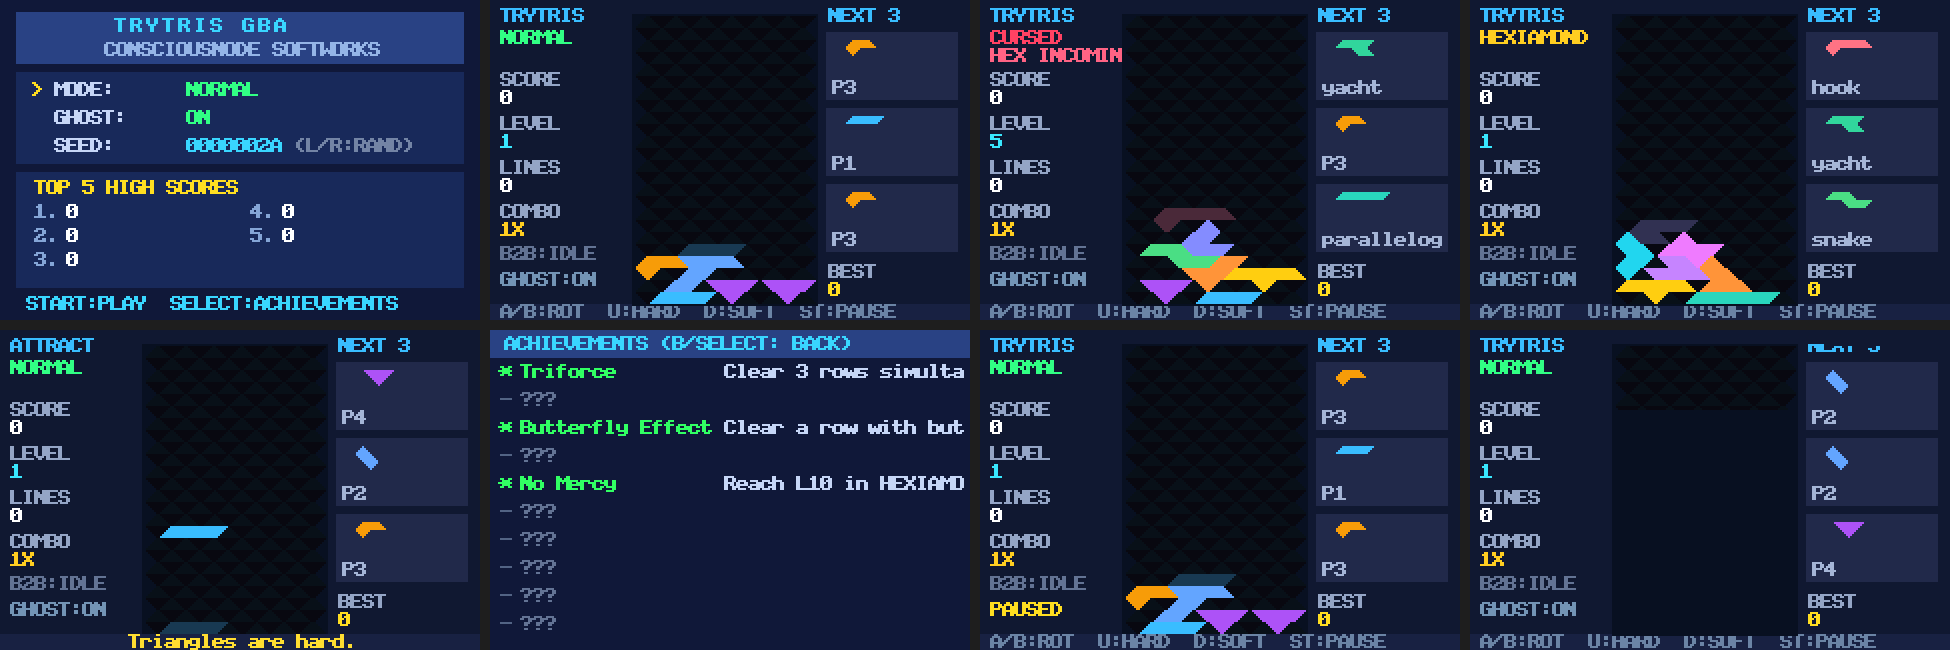 TRYTRIS GBA
CONSCIOUSNODE SOFTWORKS
> MODE: NORMAL
GHOST: ON
SEED: 0000002A (L/R:RAND)
TOP 5 HIGH SCORES
1. 0 4. 0
2. 0 5. 0
3. 0
START:PLAY SELECT:ACHIEVEMENTS
TRYTRIS
NORMAL
SCORE
0
LEVEL
1
LINES
0
COMBO
1X
B2B:IDLE
GHOST:ON
NEXT 3
P3
P1
P3
BEST
0
A/B:ROT U:HARD D:SOFT ST:PAUSE
TRYTRIS
CURSED
HEX INCOMIN
SCORE
0
LEVEL
5
LINES
0
COMBO
1X
B2B:IDLE
GHOST:ON
NEXT 3
yacht
P3
parallelog
BEST
0
A/B:ROT U:HARD D:SOFT ST:PAUSE
TRYTRIS
HEXIAMOND
SCORE
0
LEVEL
1
LINES
0
COMBO
1X
B2B:IDLE
GHOST:ON
NEXT 3
hook
yacht
snake
BEST
0
A/B:ROT U:HARD D:SOFT ST:PAUSE
ATTRACT
NORMAL
SCORE
0
LEVEL
1
LINES
0
COMBO
1X
B2B:IDLE
GHOST:ON
NEXT 3
P4
P2
P3
BEST
0
Triangles are hard.
ACHIEVEMENTS (B/SELECT: BACK)
* Triforce Clear 3 rows simulta
- ???
* Butterfly Effect Clear a row with but
- ???
* No Mercy Reach L10 in HEXIAMO
- ???
- ???
- ???
- ???
- ???
TRYTRIS
NORMAL
SCORE
0
LEVEL
1
LINES
0
COMBO
1X
B2B:IDLE
PAUSED
NEXT 3
P3
P1
P3
BEST
0
A/B:ROT U:HARD D:SOFT ST:PAUSE
TRYTRIS
NORMAL
SCORE
0
LEVEL
1
LINES
0
COMBO
1X
B2B:IDLE
GHOST:ON
NEXT 3
P2
P2
P4
BEST
0
A/B:ROT U:HARD D:SOFT ST:PAUSE